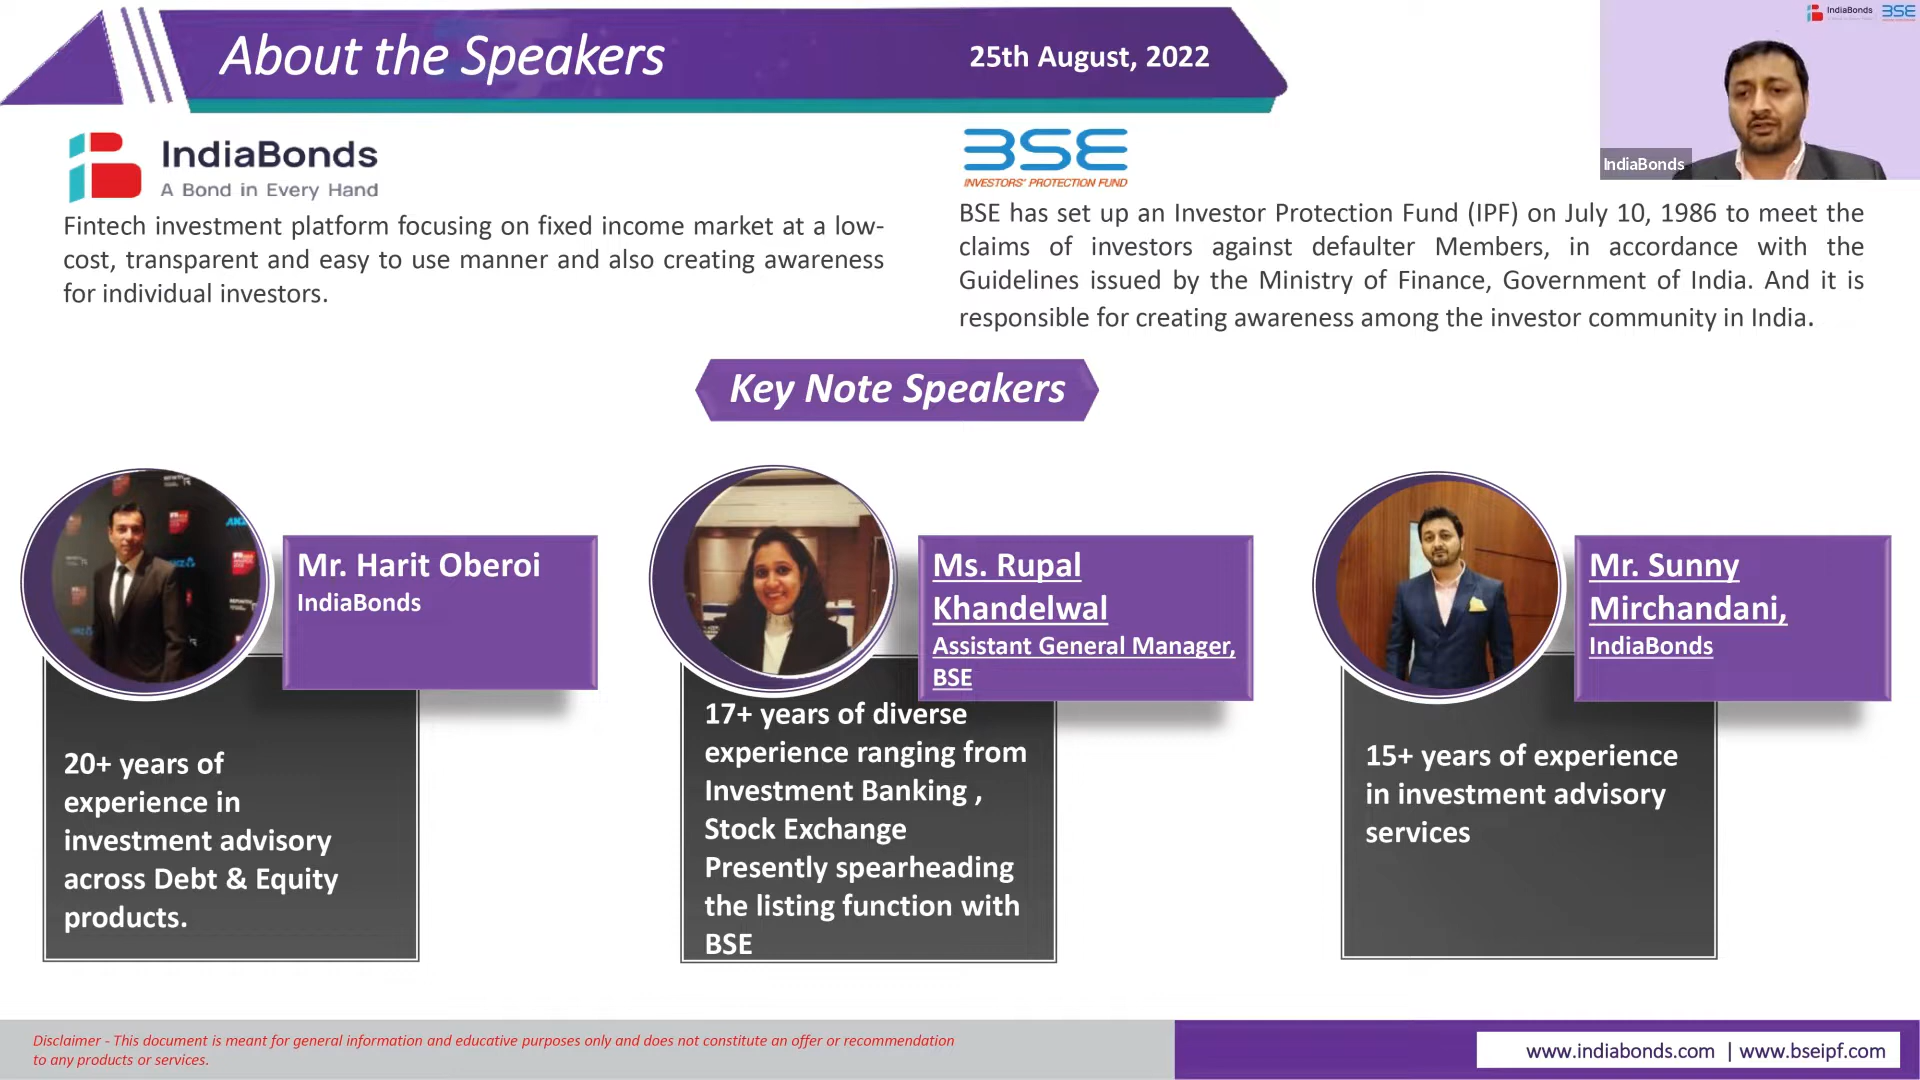 About the Speakers
25th August, 2022
IndiaBonds
BSE
IndiaBonds
IndiaBonds
A Bond in Every Hand
Fintech investment platform focusing on fixed income market at a low-
cost, transparent and easy to use manner and also creating awareness
for individual investors.
BSE
INVESTORS' PROTECTION FUND
BSE has set up an Investor Protection Fund (IPF) on July 10, 1986 to meet the
claims of investors against defaulter Members, in accordance with the
Guidelines issued by the Ministry of Finance, Government of India. And it is
responsible for creating awareness among the investor community in India.
Key Note Speakers
Mr. Harit Oberoi
IndiaBonds
20+ years of
experience in
investment advisory
across Debt & Equity
products.
Ms. Rupal
Khandelwal
Assistant General Manager,
BSE
17+ years of diverse
experience ranging from
Investment Banking ,
Stock Exchange
Presently spearheading
the listing function with
BSE
Mr. Sunny
Mirchandani,
IndiaBonds
15+ years of experience
in investment advisory
services
Disclaimer - This document is meant for general information and educative purposes only and does not constitute an offer or recommendation
to any products or services.
www.indiabonds.com | www.bseipf.com